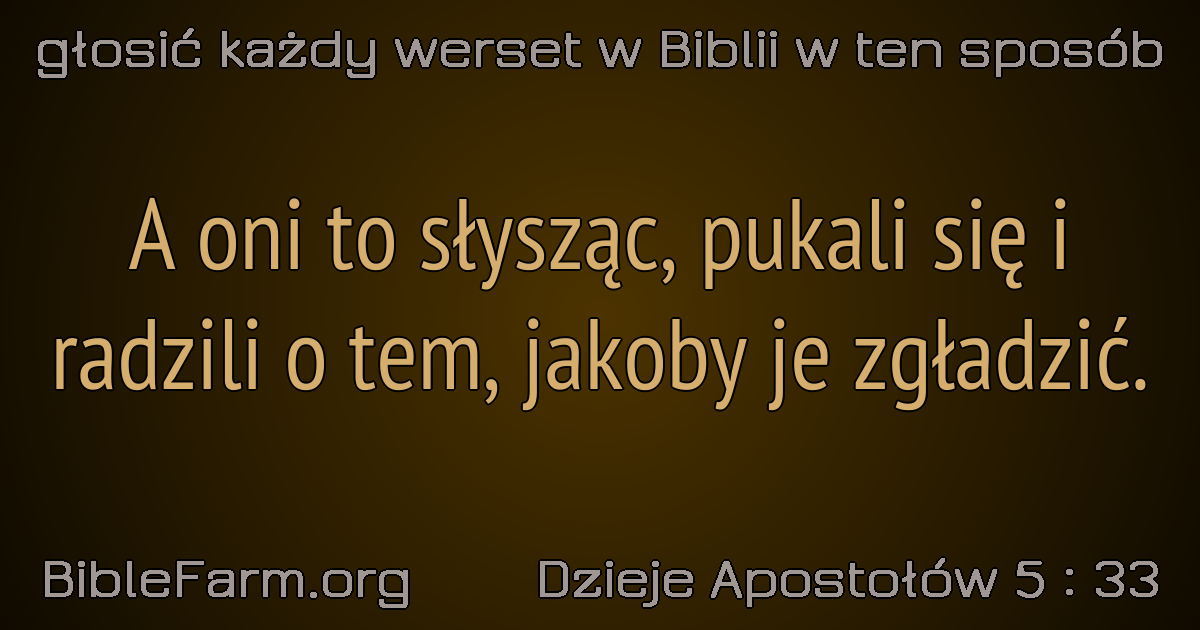 głosić każdy werset w Biblii w ten sposób
A oni to słysząc, pukali się i
radzili o tem, jakoby je zgładzić.
BibleFarm.org
Dzieje Apostołów 5 : 33